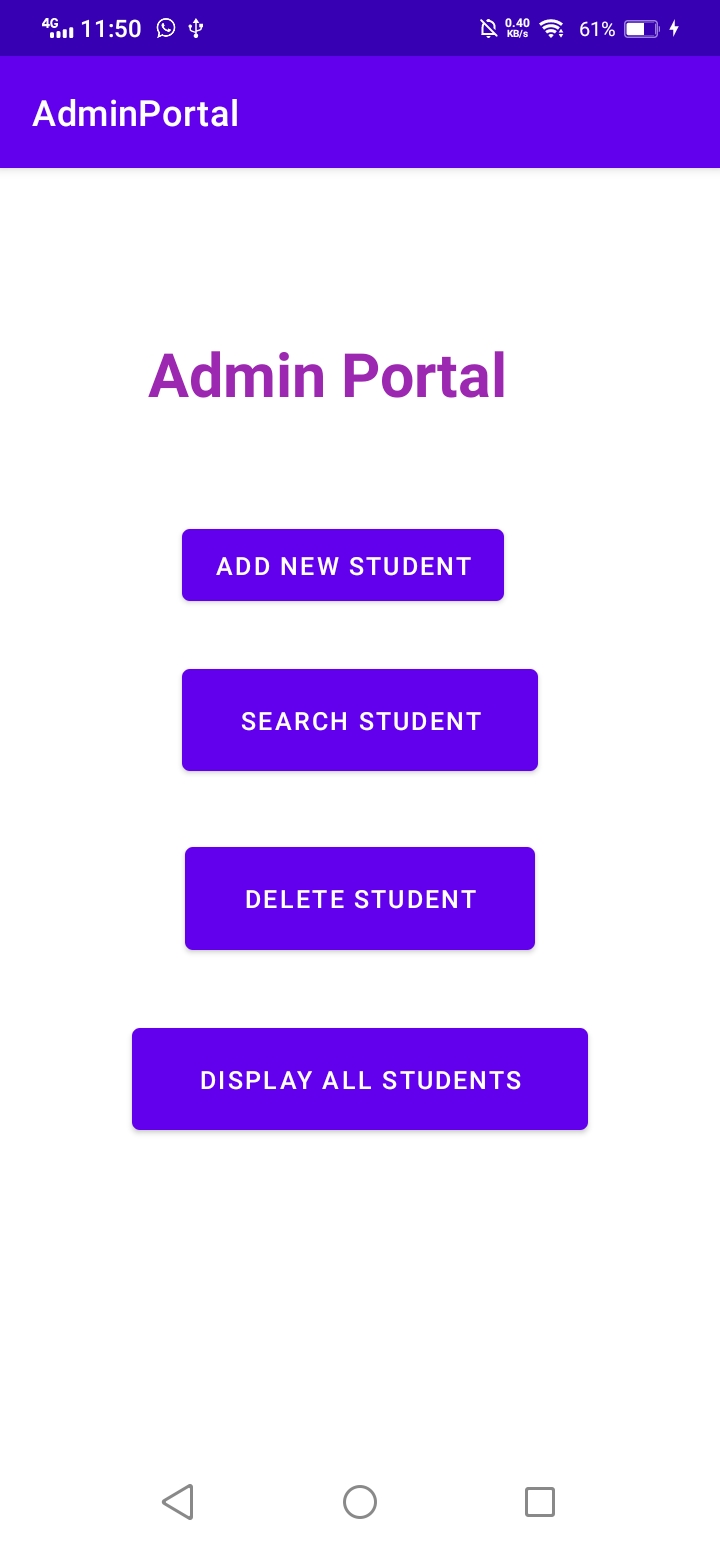 4G 11:50 0.40 KB/s 61%
AdminPortal
Admin Portal
ADD NEW STUDENT
SEARCH STUDENT
DELETE STUDENT
DISPLAY ALL STUDENTS